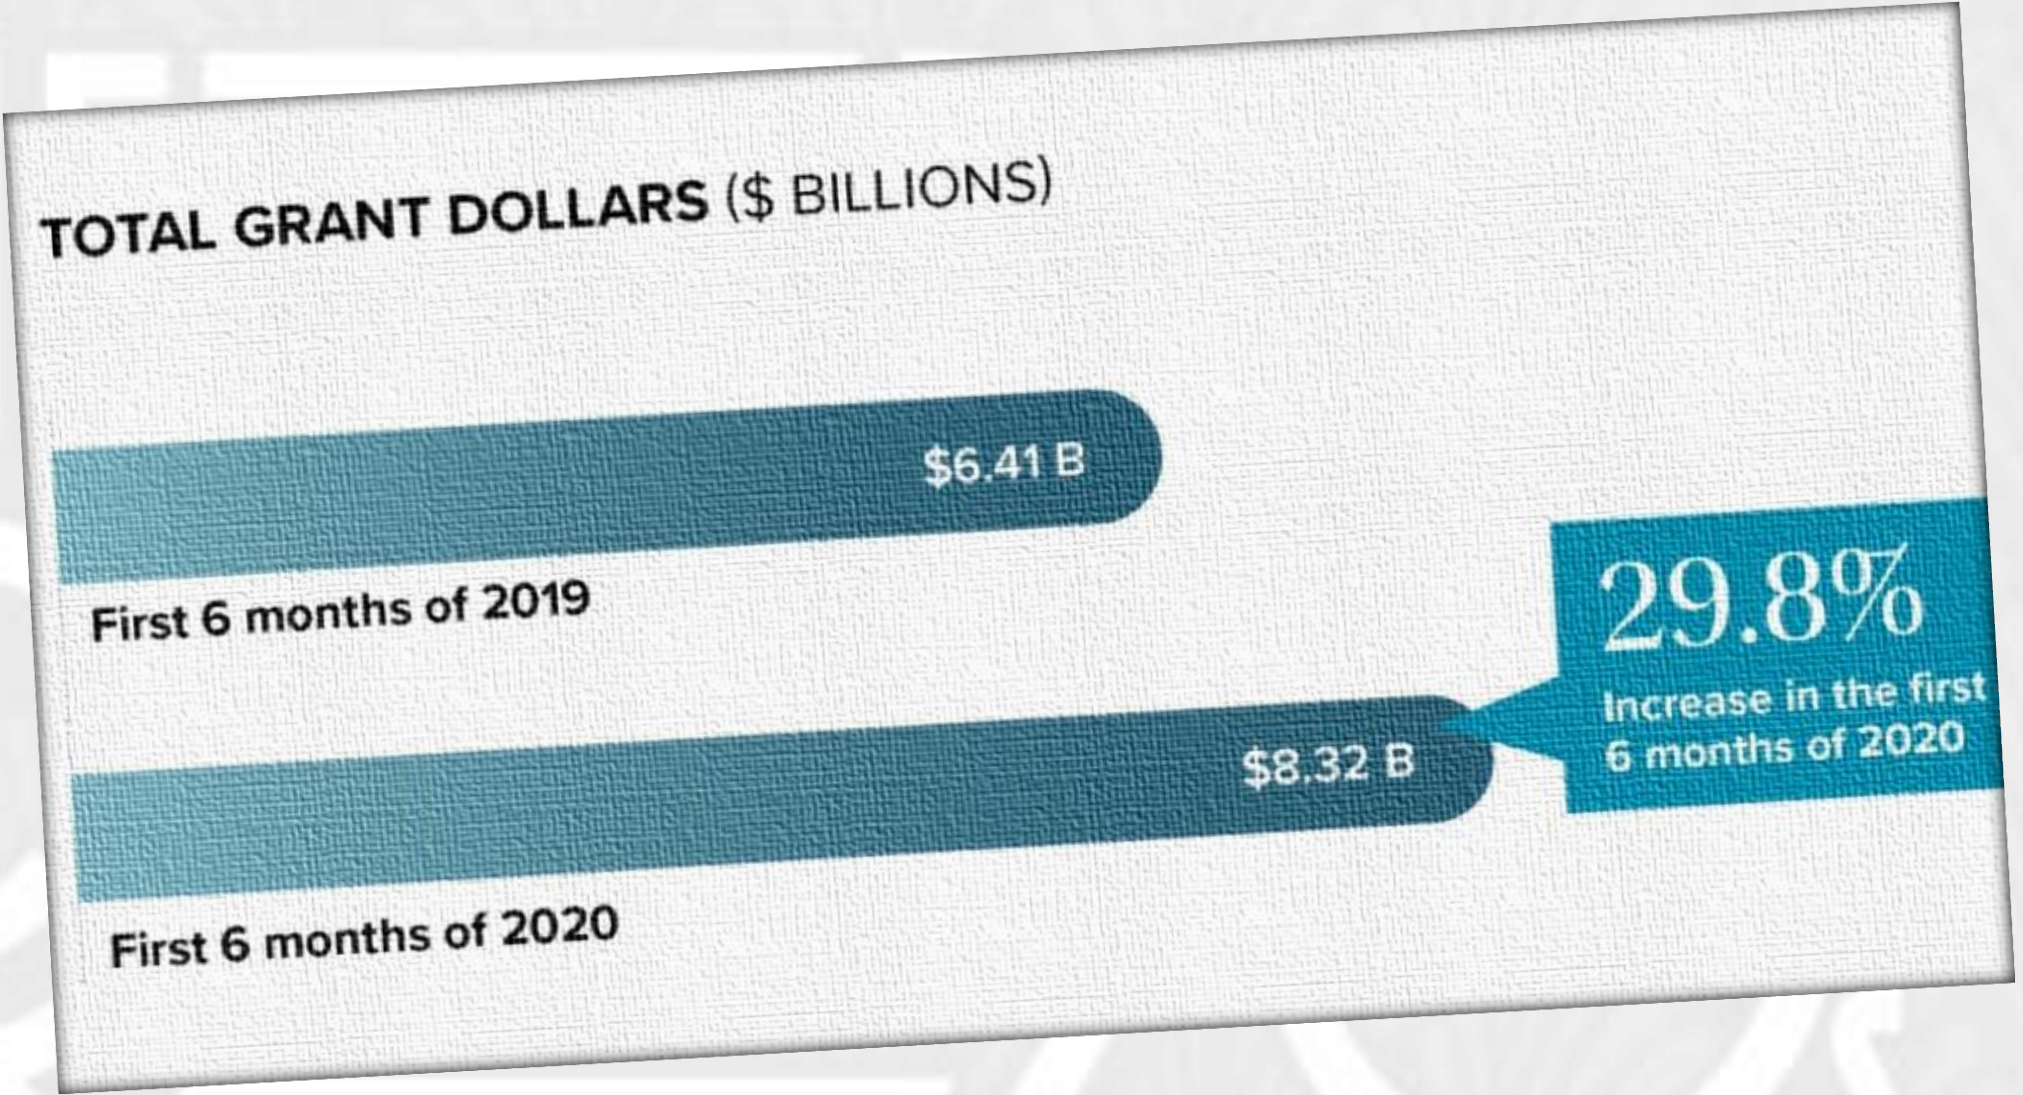 TOTAL GRANT DOLLARS ($ BILLIONS)
$6.41 B
First 6 months of 2019
29.8%
Increase in the first
6 months of 2020
$8.32 B
First 6 months of 2020